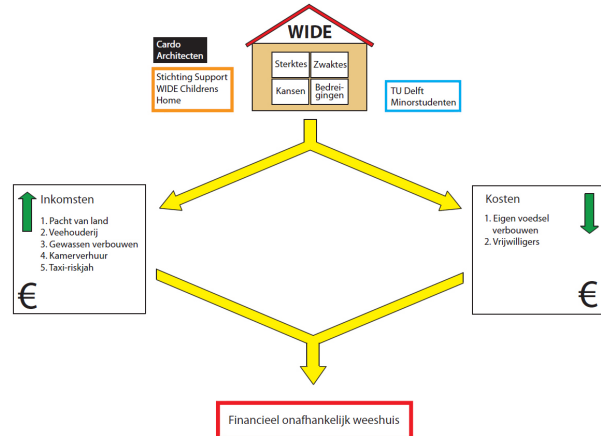 WIDE
Cardo
Architecten
Stichting Support
WIDE Childrens
Home
Sterktes
Zwaktes
Kansen
Bedrei-
gingen
TU Delft
Minorstudenten
Inkomsten
1. Pacht van land
2. Veehouderij
3. Gewassen verbouwen
4. Kamerverhuur
5. Taxi-riskjah
€
Kosten
1. Eigen voedsel
verbouwen
2. Vrijwilligers
€
Financieel onafhankelijk weeshuis